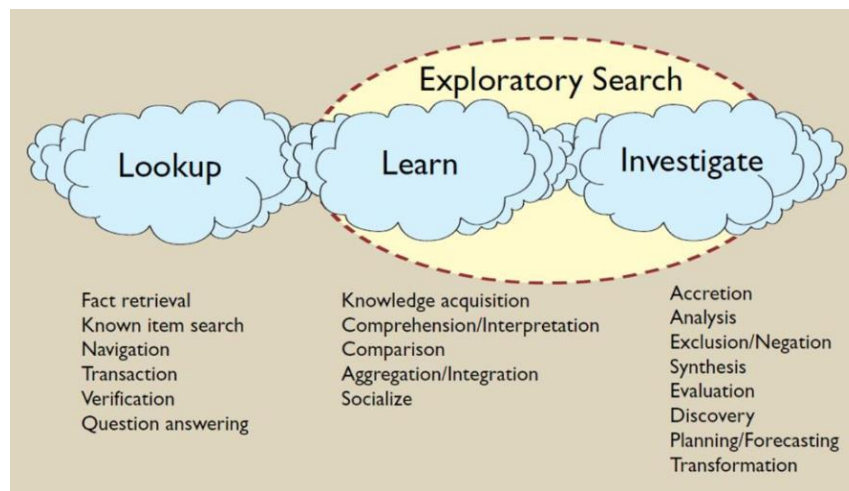 Exploratory Search
Lookup
Learn
Investigate
Fact retrieval
Known item search
Navigation
Transaction
Verification
Question answering
Knowledge acquisition
Comprehension/Interpretation
Comparison
Aggregation/Integration
Socialize
Accretion
Analysis
Exclusion/Negation
Synthesis
Evaluation
Discovery
Planning/Forecasting
Transformation